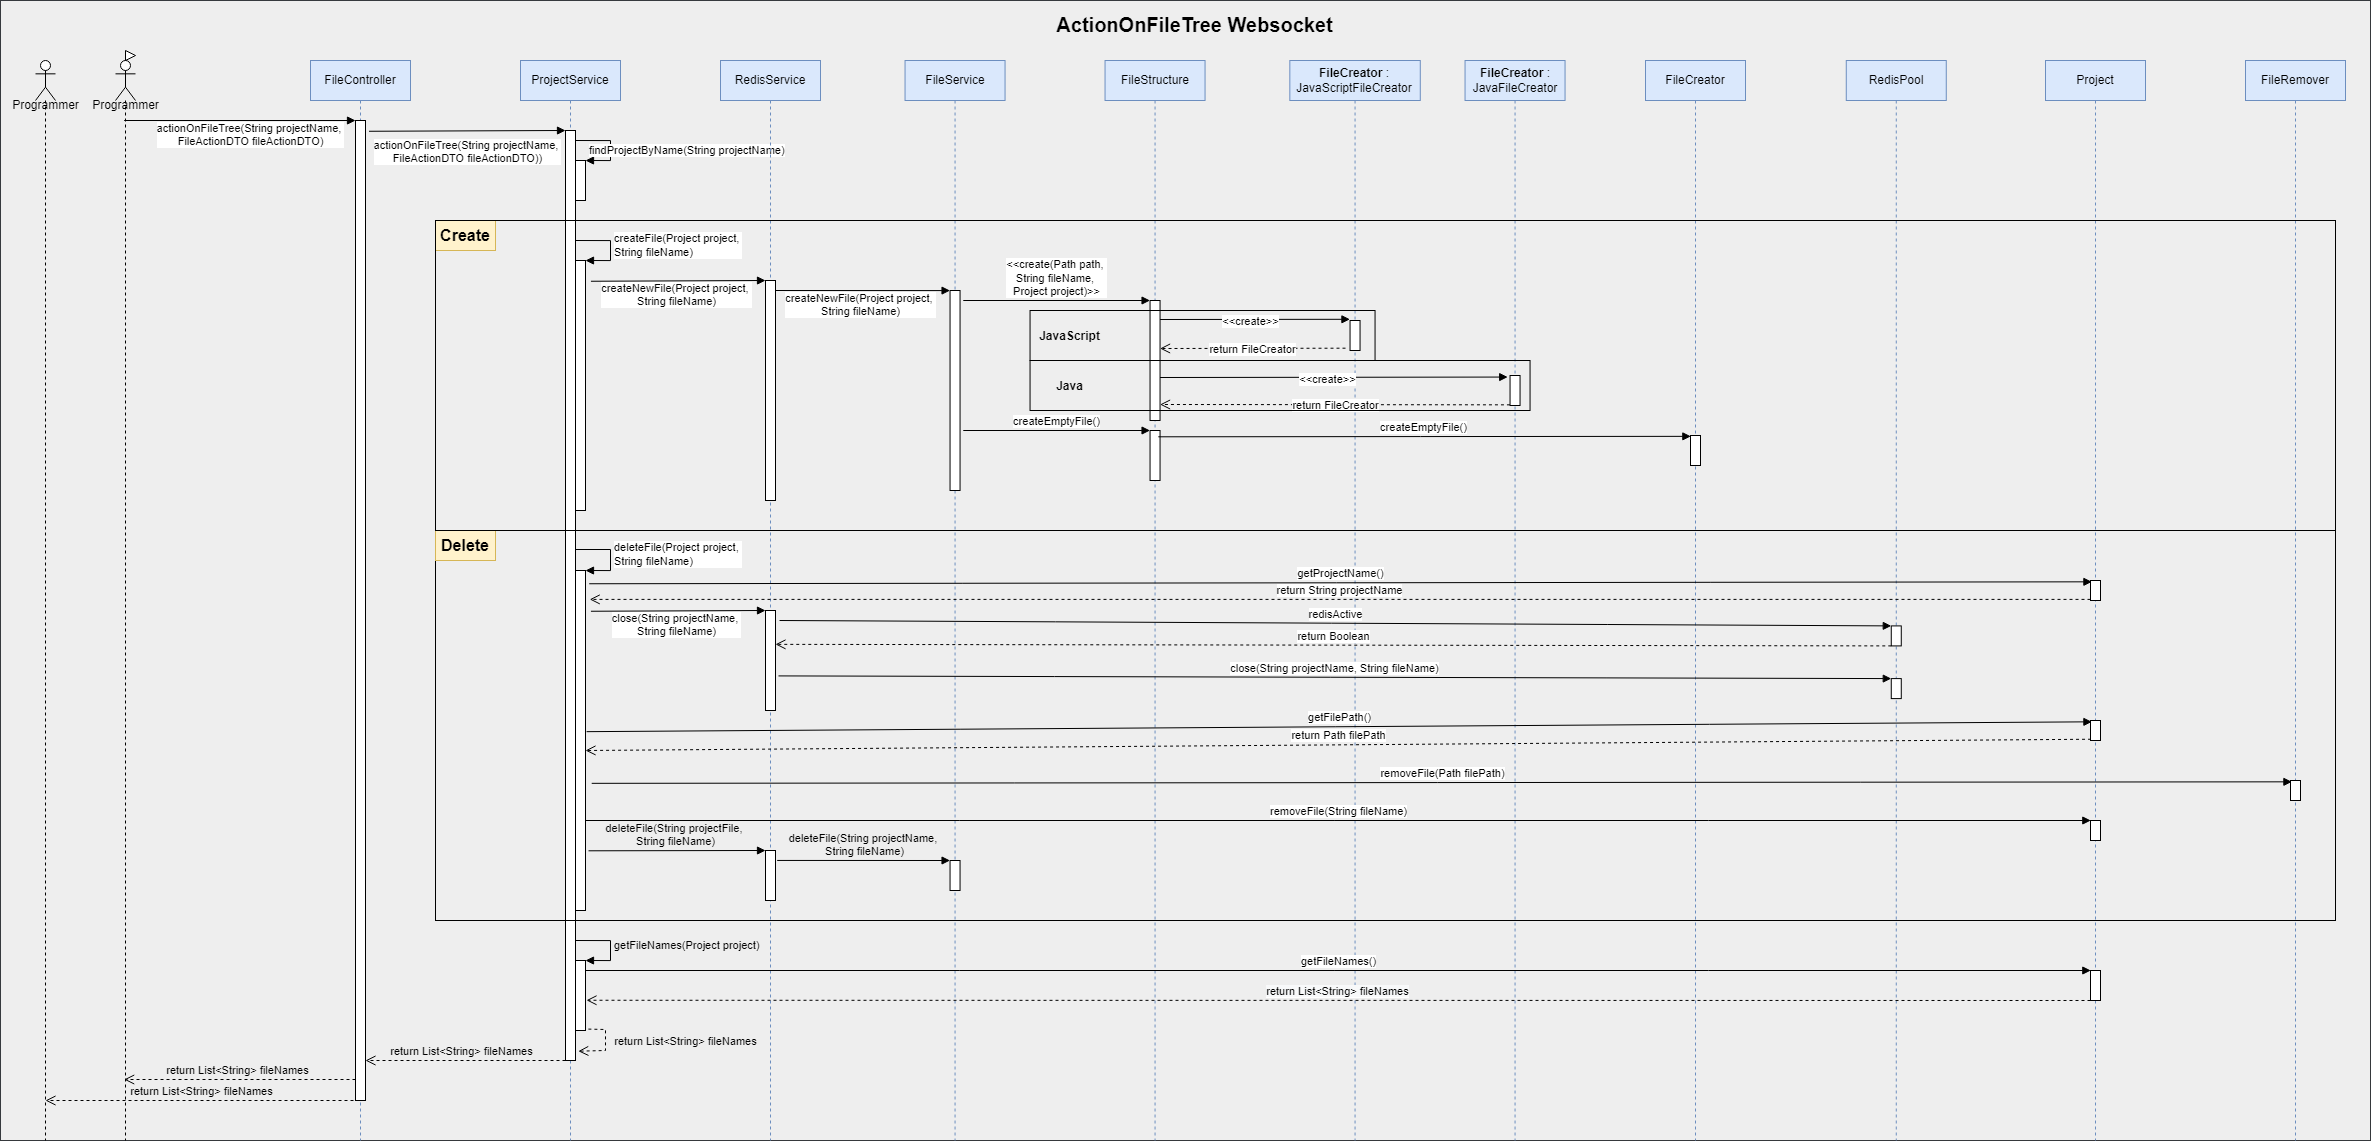 ActionOnFileTree Websocket
Programmer
Programmer
FileController
ProjectService
RedisService
FileService
FileStructure
FileCreator :
JavaScriptFileCreator
FileCreator :
JavaFileCreator
FileCreator
RedisPool
Project
FileRemover
actionOnFileTree(String projectName,
FileActionDTO fileActionDTO)
actionOnFileTree(String projectName,
FileActionDTO fileActionDTO))
findProjectByName(String projectName)
Create
createFile(Project project,
String fileName)
createNewFile(Project project,
String fileName)
createNewFile(Project project,
String fileName)
<<create(Path path,
String fileName,
Project project)>>
JavaScript
<<create>>
return FileCreator
Java
<<create>>
return FileCreator
createEmptyFile()
createEmptyFile()
Delete
deleteFile(Project project,
String fileName)
getProjectName()
return String projectName
close(String projectName,
String fileName)
redisActive
return Boolean
close(String projectName, String fileName)
getFilePath()
return Path filePath
removeFile(Path filePath)
removeFile(String fileName)
deleteFile(String projectFile,
String fileName)
deleteFile(String projectName,
String fileName)
getFileNames(Project project)
getFileNames()
return List<String> fileNames
return List<String> fileNames
return List<String> fileNames
return List<String> fileNames
return List<String> fileNames